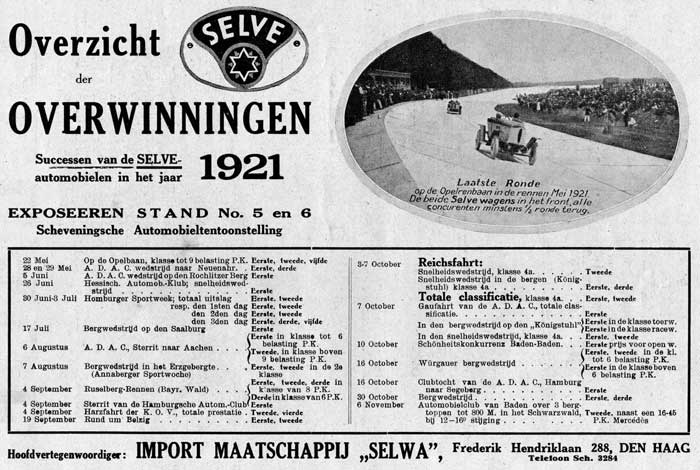 Overzicht
SELVE
der
OVERWINNINGEN
Successen van de SELVE-
automobielen in het jaar 1921
EXPOSEEREN STAND No. 5 en 6
Scheveningsche Automobieltentoonstelling
Laatste Ronde
op de Opelrenbaan in de rennen Mei 1921
De beide Selve wagens in het front, alle
concurenten minstens ½ ronde terug.
22 Mei Op de Opelbaan, klasse tot 9 belasting P.K. Eerste, tweede, vijfde
28 en 29 Mei A. D. A. C. wedstrijd naar Neuenahr. . Eerste, derde
5 Juni A. D. A. C. wedstrijd op den Rochlitzer Berg Eerste
26 Juni Hessisch. Automob.-Klub; snelheidswed-
strijd . . . Eerste
30 Juni-3 Juli Homburger Sportweek; totaal uitslag Eerste, tweede
resp. den 1sten dag Eerste, tweede
den 2den dag Eerste, tweede
den 3den dag Eerste, derde, vijfde
17 Juli Bergwedstrijd op den Saalburg Eerste
6 Augustus A. D. A. C., Sterrit naar Aachen . . Eerste in klasse tot 6
belasting P.K.
Tweede, in klasse boven
9 belasting P.K.
7 Augustus Bergwedstrijd in het Erzgebergte. . Eerste, tweede in de 2e
(Annaberger Sportwoche) klasse
4 September Ruselberg-Rennen (Bayr. Wald) . . . Eerste, tweede, derde in
klasse van 8 P.K.
Derde in klasse van 6 P.K.
4 September Sterrit van de Hamburgsche Autom.-Club Eerste
4 September Harzfahrt der K. O. V., totale prestatie . Tweede, vierde
19 September Rund um Belzig . . . Eerste, tweede
3-7 October Reichsfahrt:
Snelheidswedstrijd, klasse 4a. . . . Tweede
Snelheidswedstrijd in de bergen (König-
stuhl) klasse 4a . . . Eerste, derde
Totale classificatie, klasse 4a. . Eerste, tweede
7 October Gaufahrt van de A. D. A. C., totale clas-
sificatie. . . . Eerste, tweede
In den bergwedstrijd op den „Königstuhl" Eerste in de klasse toerw.
Eerste in de klasse racew.
In den snelheidswedstrijd, klasse 4a. . . Eerste, tweede
10 October Schönheitskonkurrenz Baden-Baden. . Eerste prijs voor open w.
16 October Würgauer bergwedstrijd . . . Eerste, tweede in de kl.
tot 6 belasting P.K.
Eerste in de klasse boven
6 belasting P.K.
16 October Clubtocht van de A. D. A. C., Hamburg
naar Segeberg . . . Eerste
30 October Bergwedstrijd. . . . Eerste, derde
6 November Automobielclub van Baden over 3 berg-
toppen tot 800 M. in het Schwarzwald,
bij 12-16° stijging . . . Tweede, naast een 16-45
P.K. Mercédès
Hoofdvertegenwoordiger: IMPORT MAATSCHAPPIJ „SELWA", Frederik Hendriklaan 288, DEN HAAG
Telefoon Sch. 3284